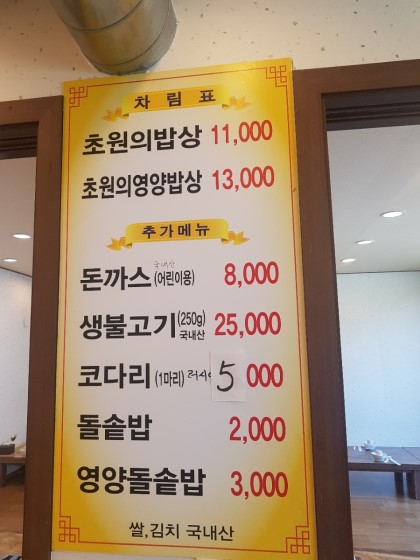 차림표
초원의밥상 11,000
초원의영양밥상 13,000
추가메뉴
국내산
돈까스 (어린이용) 8,000
생불고기 (250g) 국내산 25,000
코다리 (1마리) 러시아 5 000
돌솥밥 2,000
영양돌솥밥 3,000
쌀,김치 국내산